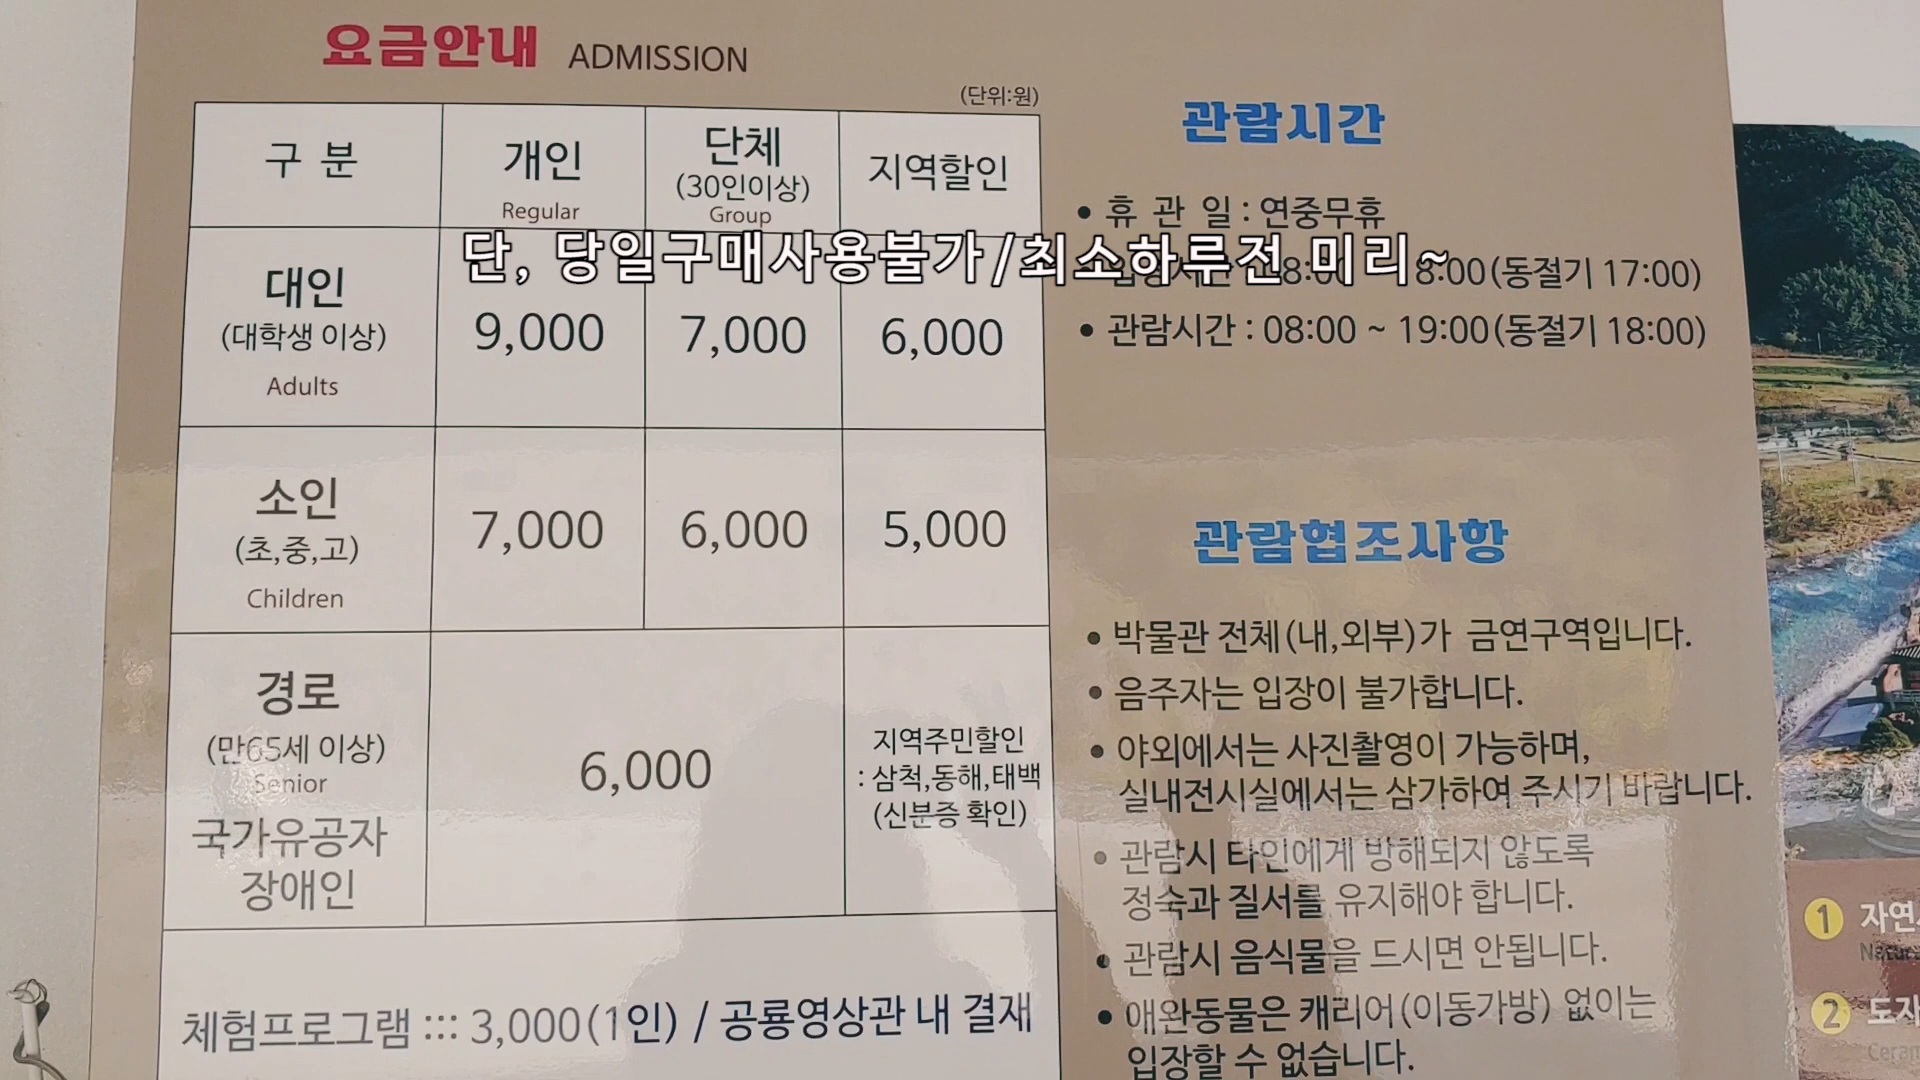 요금안내 ADMISSION
(단위:원)
구 분
개인
Regular
단체
(30인이상)
Group
지역할인
단, 당일구매사용불가/최소하루전 미리~
대인
(대학생 이상)
Adults
9,000
7,000
6,000
소인
(초,중,고)
Children
7,000
6,000
5,000
경로
(만65세 이상)
Senior
국가유공자
장애인
6,000
지역주민할인
: 삼척,동해,태백
(신분증 확인)
체험프로그램 ::: 3,000(1인) / 공룡영상관 내 결재
관람시간
• 휴 관 일 : 연중무휴
8:00(동절기 17:00)
• 관람시간 : 08:00 ~ 19:00(동절기 18:00)
관람협조사항
• 박물관 전체(내,외부)가 금연구역입니다.
• 음주자는 입장이 불가합니다.
• 야외에서는 사진촬영이 가능하며,
실내전시실에서는 삼가하여 주시기 바랍니다.
• 관람시 타인에게 방해되지 않도록
정숙과 질서를 유지해야 합니다.
• 관람시 음식물을 드시면 안됩니다.
• 애완동물은 캐리어(이동가방) 없이는
입장할 수 없습니다.
1 자연
2